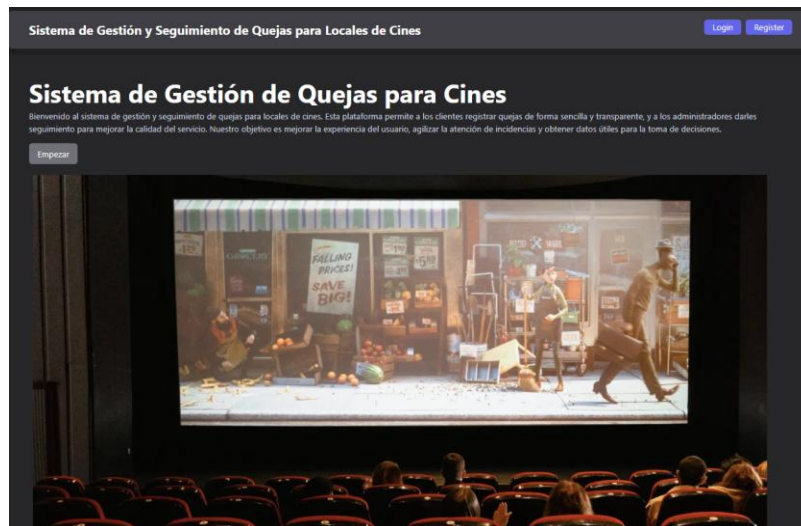 Sistema de Gestión y Seguimiento de Quejas para Locales de Cines
Login
Register
Sistema de Gestión de Quejas para Cines
Bienvenido al sistema de gestión y seguimiento de quejas para locales de cines. Esta plataforma permite a los clientes registrar quejas de forma sencilla y transparente, y a los administradores darles
seguimiento para mejorar la calidad del servicio. Nuestro objetivo es mejorar la experiencia del usuario, agilizar la atención de incidencias y obtener datos útiles para la toma de decisiones.
Empezar
FALLING
PRICES!
SAVE
BIG!